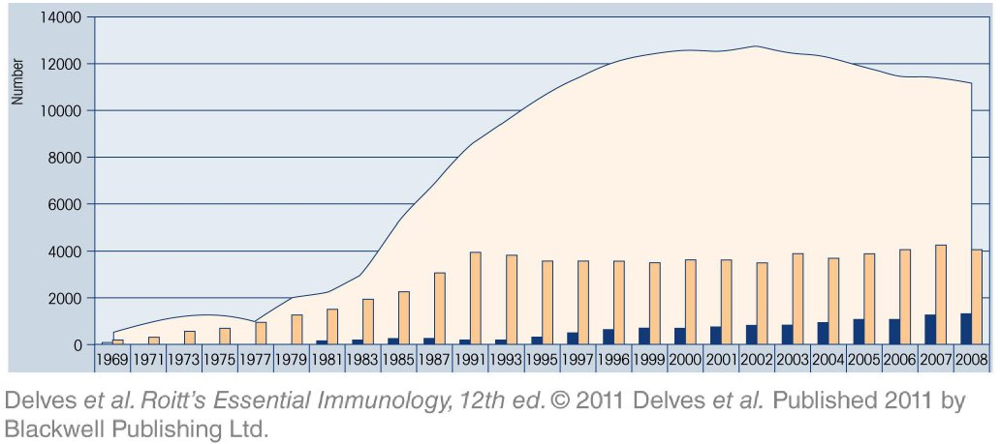 14000
12000
10000
8000
6000
4000
2000
0
Number
1969 1971 1973 1975 1977 1979 1981 1983 1985 1987 1991 1993 1995 1997 1996 1999 2000 2001 2002 2003 2004 2005 2006 2007 2008
Delves et al. Roitt's Essential Immunology, 12th ed. © 2011 Delves et al. Published 2011 by
Blackwell Publishing Ltd.